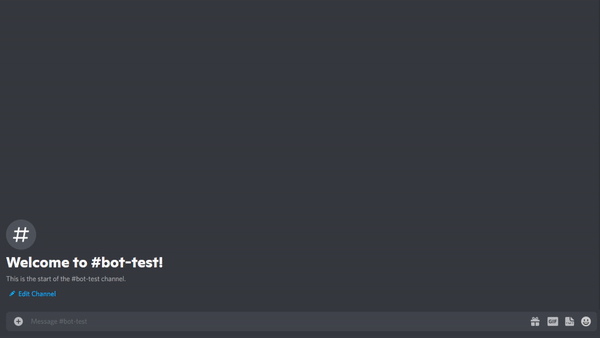 #
Welcome to #bot-test!
This is the start of the #bot-test channel.
Edit Channel
Message #bot-test
GIF